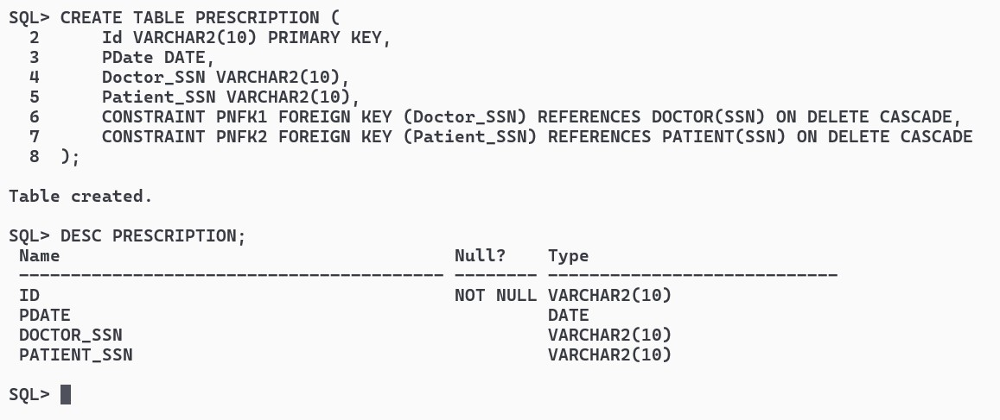 SQL> CREATE TABLE PRESCRIPTION (
  2      Id VARCHAR2(10) PRIMARY KEY,
  3      PDate DATE,
  4      Doctor_SSN VARCHAR2(10),
  5      Patient_SSN VARCHAR2(10),
  6      CONSTRAINT PNFK1 FOREIGN KEY (Doctor_SSN) REFERENCES DOCTOR(SSN) ON DELETE CASCADE,
  7      CONSTRAINT PNFK2 FOREIGN KEY (Patient_SSN) REFERENCES PATIENT(SSN) ON DELETE CASCADE
  8  );
Table created.
SQL> DESC PRESCRIPTION;
 Name                                      Null?    Type
 ----------------------------------------- -------- ----------------------------
 ID                                        NOT NULL VARCHAR2(10)
 PDATE                                              DATE
 DOCTOR_SSN                                         VARCHAR2(10)
 PATIENT_SSN                                        VARCHAR2(10)
SQL>